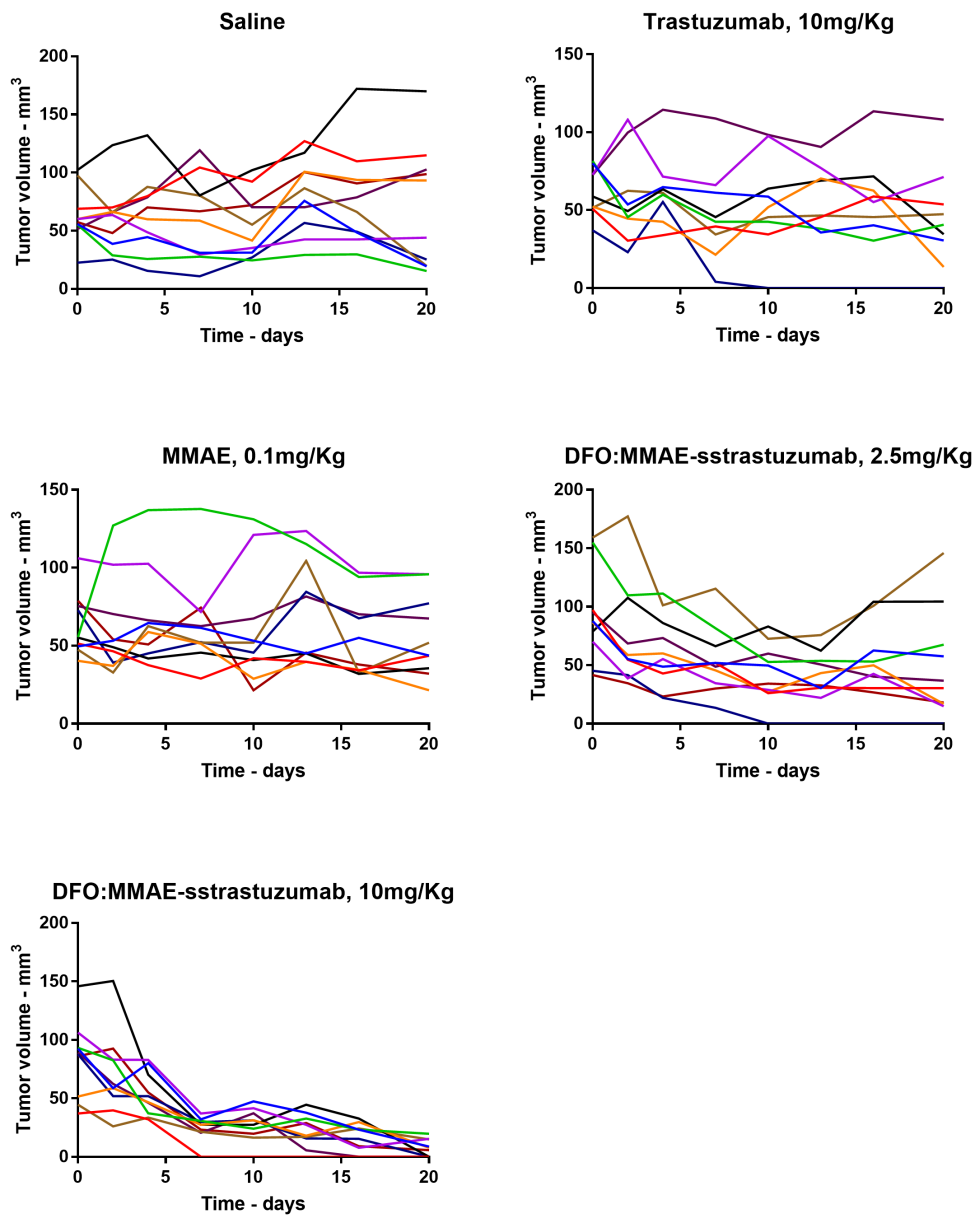 Saline
Tumor volume - mm³
200
150
100
50
0
0 5 10 15 20
Time - days
Trastuzumab, 10mg/Kg
Tumor volume - mm³
150
100
50
0
0 5 10 15 20
Time - days
MMAE, 0.1mg/Kg
Tumor volume - mm³
150
100
50
0
0 5 10 15 20
Time - days
DFO:MMAE-sstrastuzumab, 2.5mg/Kg
Tumor volume - mm³
200
150
100
50
0
0 5 10 15 20
Time - days
DFO:MMAE-sstrastuzumab, 10mg/Kg
Tumor volume - mm³
200
150
100
50
0
0 5 10 15 20
Time - days